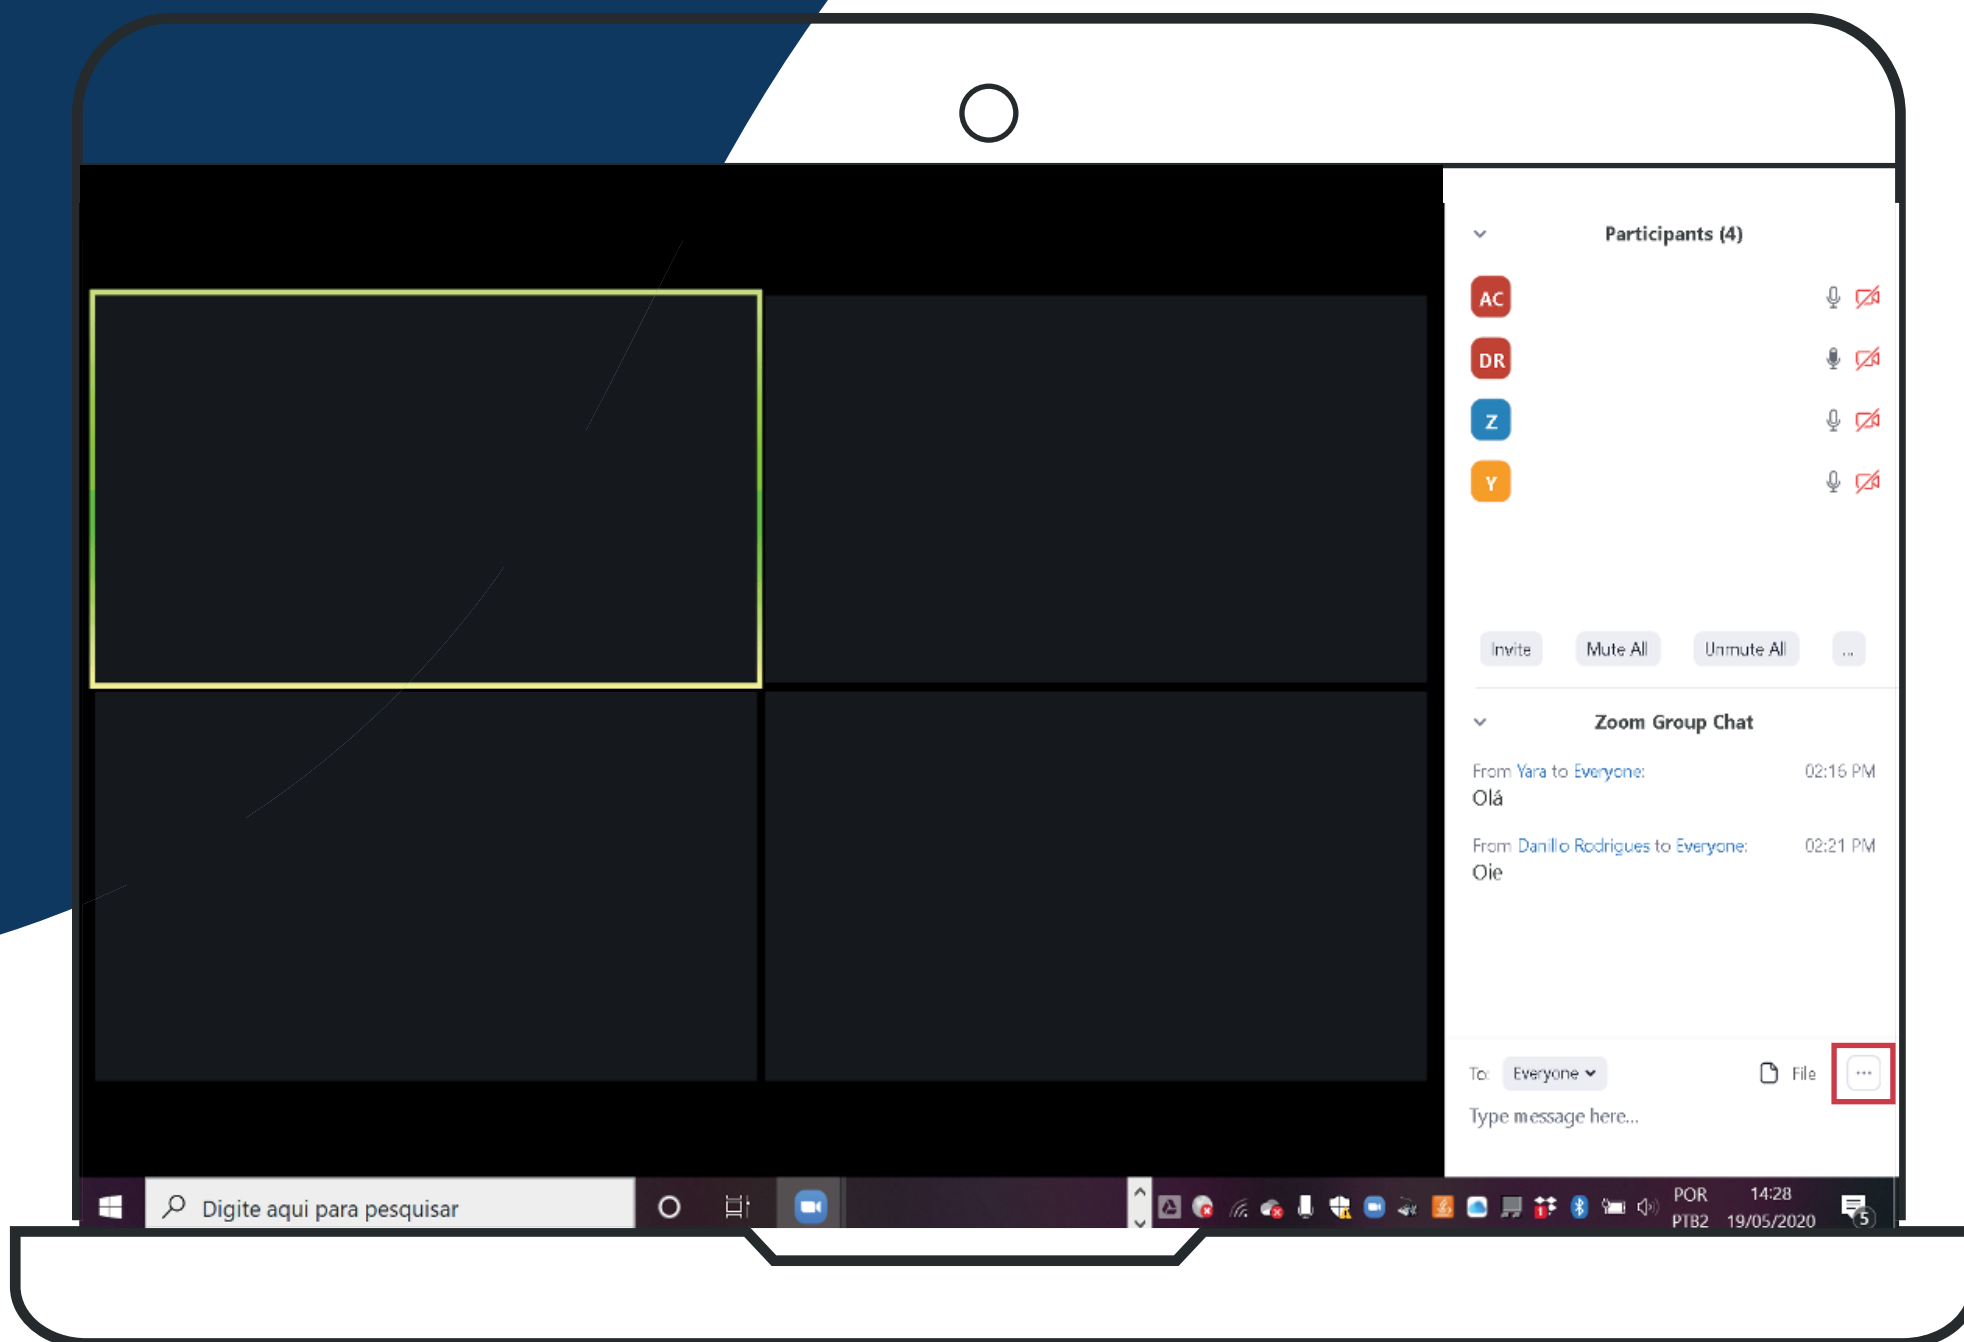 Participants (4)
AC
DR
Z
Y
Invite Mute All Unmute All ...
Zoom Group Chat
From Yara to Everyone: 02:16 PM
Olá
From Danillo Rodrigues to Everyone: 02:21 PM
Oie
To: Everyone File ...
Type message here...
Digite aqui para pesquisar
POR 14:28
PTB2 19/05/2020
5